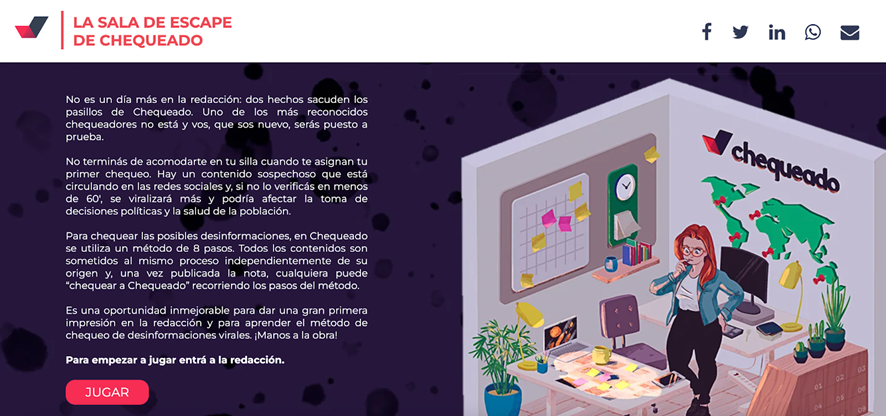 LA SALA DE ESCAPE
DE CHEQUEADO
No es un día más en la redacción: dos hechos sacuden los
pasillos de Chequeado. Uno de los más reconocidos
chequeadores no está y vos, que sos nuevo, serás puesto a
prueba.
No terminás de acomodarte en tu silla cuando te asignan tu
primer chequeo. Hay un contenido sospechoso que está
circulando en las redes sociales y, si no lo verificás en menos
de 60', se viralizará más y podría afectar la toma de
decisiones políticas y la salud de la población.
Para chequear las posibles desinformaciones, en Chequeado
se utiliza un método de 8 pasos. Todos los contenidos son
sometidos al mismo proceso independientemente de su
origen y, una vez publicada la nota, cualquiera puede
“chequear a Chequeado” recorriendo los pasos del método.
Es una oportunidad inmejorable para dar una gran primera
impresión en la redacción y para aprender el método de
chequeo de desinformaciones virales. ¡Manos a la obra!
Para empezar a jugar entrá a la redacción.
JUGAR
chequeado